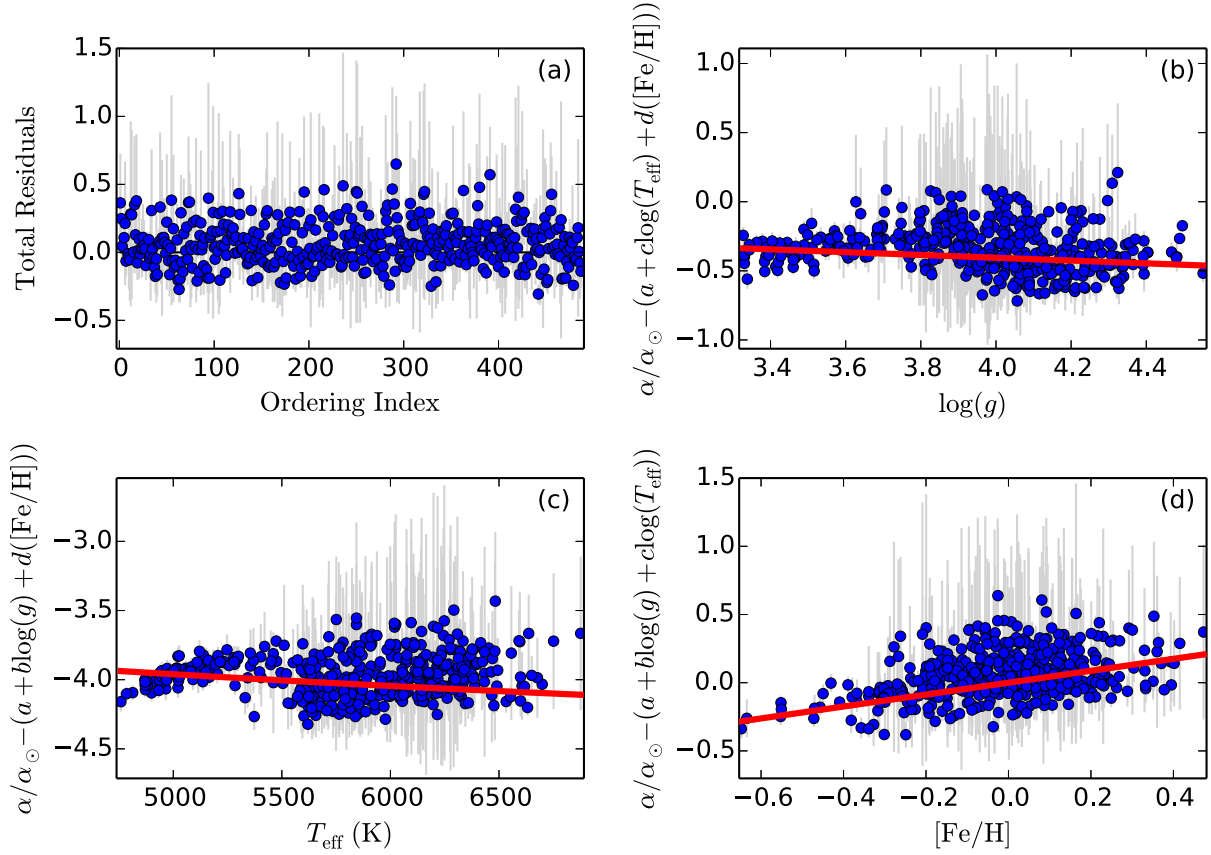 (a)
Total Residuals
1.5
1.0
0.5
0.0
−0.5
0 100 200 300 400
Ordering Index
(b)
α/α⊙−(a+clog(Teff)+d([Fe/H]))
1.0
0.5
0.0
−0.5
−1.0
3.4 3.6 3.8 4.0 4.2 4.4
log(g)
(c)
α/α⊙−(a+blog(g)+d([Fe/H]))
−3.0
−3.5
−4.0
−4.5
5000 5500 6000 6500
Teff (K)
(d)
α/α⊙−(a+blog(g)+clog(Teff))
1.5
1.0
0.5
0.0
−0.5
−0.6 −0.4 −0.2 0.0 0.2 0.4
[Fe/H]